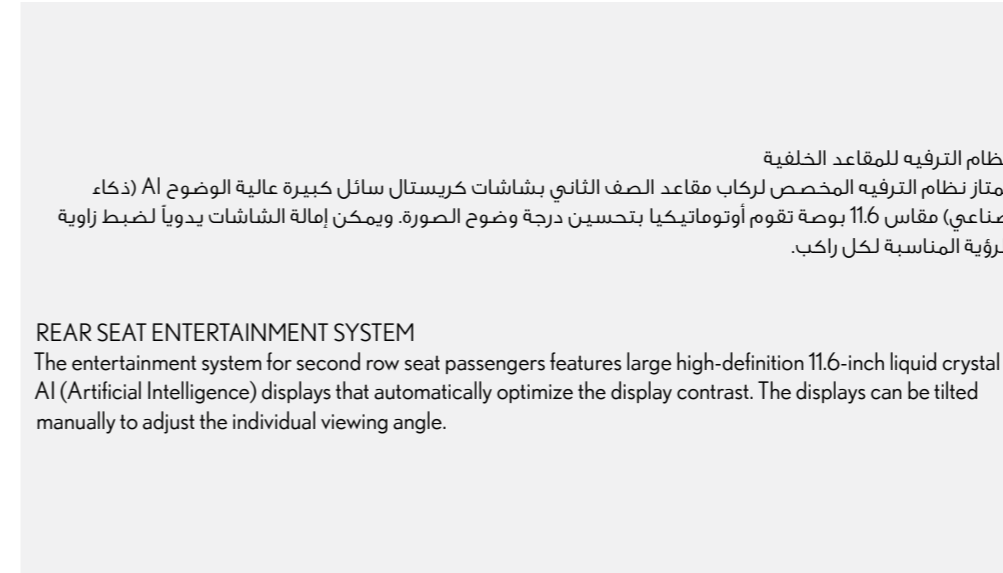 نظام الترفيه للمقاعد الخلفية
يمتاز نظام الترفيه المخصص لركاب مقاعد الصف الثاني بشاشات كريستال سائل كبيرة عالية الوضوح AI (ذكاء
صناعي) مقاس 11.6 بوصة تقوم أوتوماتيكيا بتحسين درجة وضوح الصورة. ويمكن إمالة الشاشات يدوياً لضبط زاوية
الرؤية المناسبة لكل راكب.
REAR SEAT ENTERTAINMENT SYSTEM
The entertainment system for second row seat passengers features large high-definition 11.6-inch liquid crystal
AI (Artificial Intelligence) displays that automatically optimize the display contrast. The displays can be tilted
manually to adjust the individual viewing angle.